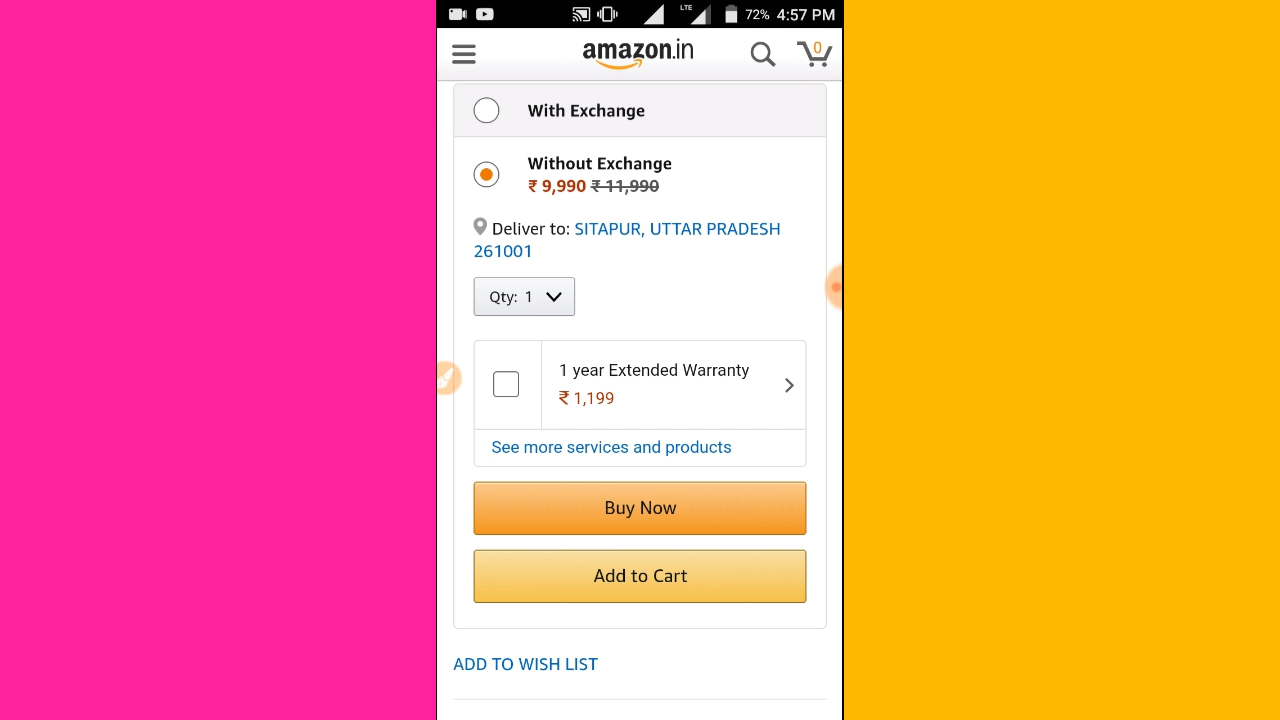 LTE 72% 4:57 PM
amazon.in 0
With Exchange
Without Exchange
₹ 9,990 ₹ 11,990
Deliver to: SITAPUR, UTTAR PRADESH
261001
Qty: 1
1 year Extended Warranty
₹ 1,199
See more services and products
Buy Now
Add to Cart
ADD TO WISH LIST